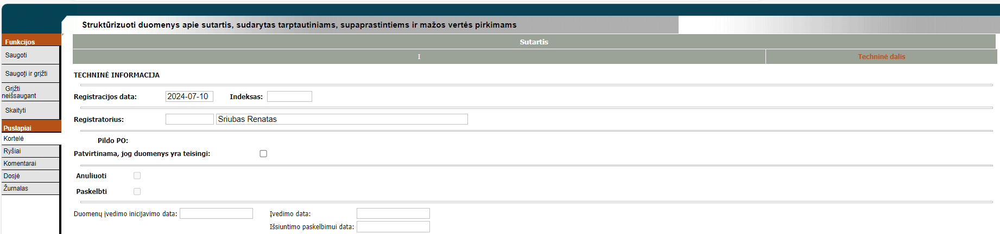 Struktūrizuoti duomenys apie sutartis, sudarytas tarptautiniams, supaprastintiems ir mažos vertės pirkimams
Funkcijos
Saugoti
Saugoti ir grįžti
Grįžti
neišsaugant
Skaityti
Puslapiai
Kortelė
Ryšiai
Komentarai
Dosjė
Žurnalas
Sutartis
I Techninė dalis
TECHNINĖ INFORMACIJA
Registracijos data: 2024-07-10 Indeksas:
Registratorius: Sriubas Renatas
Pildo PO:
Patvirtinama, jog duomenys yra teisingi:
Anuliuoti
Paskelbti
Duomenų įvedimo inicijavimo data: Įvedimo data:
Išsiuntimo paskelbimui data: